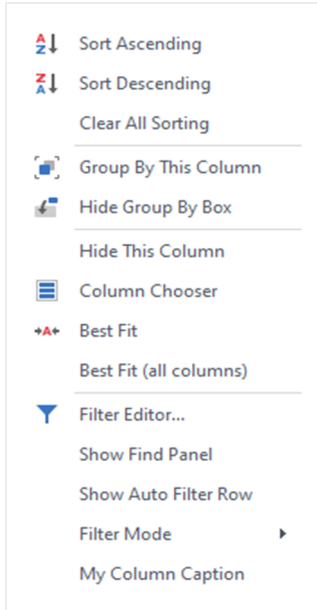 Sort Ascending
Sort Descending
Clear All Sorting
Group By This Column
Hide Group By Box
Hide This Column
Column Chooser
Best Fit
Best Fit (all columns)
Filter Editor...
Show Find Panel
Show Auto Filter Row
Filter Mode
My Column Caption